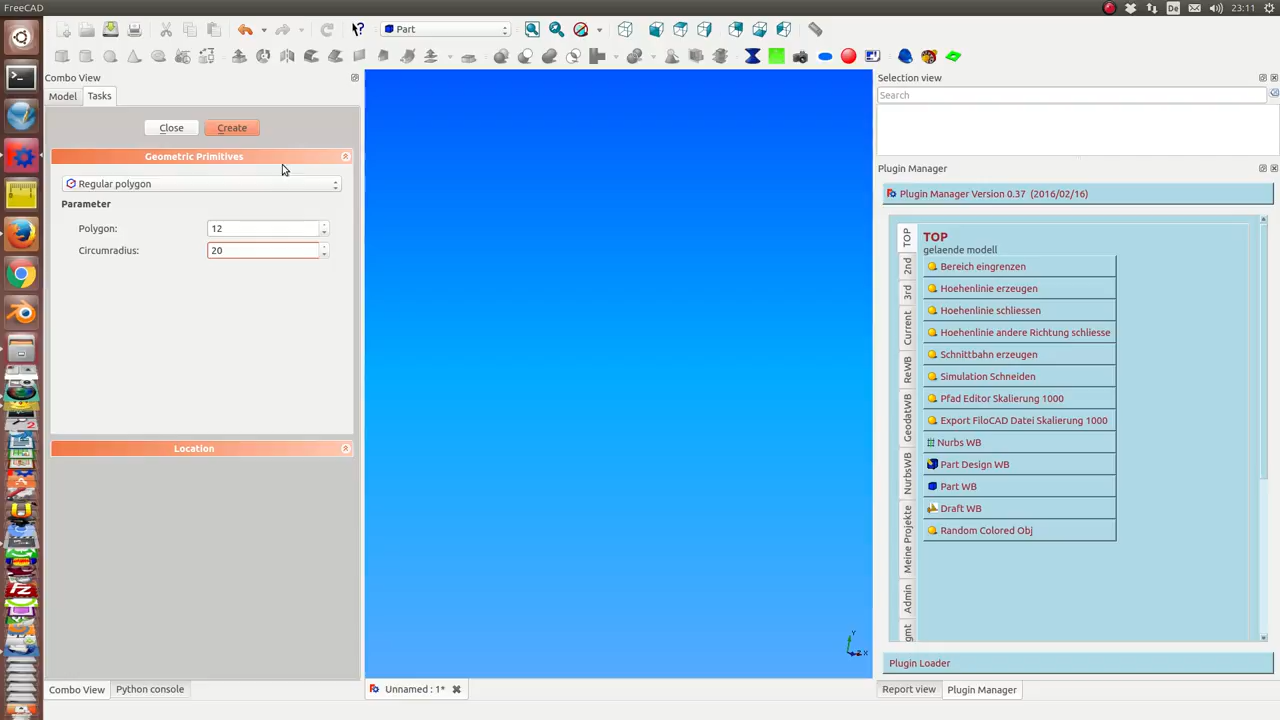 FreeCAD
De
23:11
Part
Combo View
Model
Tasks
Close
Create
Geometric Primitives
Regular polygon
Parameter
Polygon:
12
Circumradius:
20
Location
Combo View
Python console
Y
Z
X
Unnamed : 1*
Selection view
Search
Plugin Manager
Plugin Manager Version 0.37 (2016/02/16)
TOP
2nd
3rd
Current
ReWB
GeodatWB
NurbsWB
Meine Projekte
Admin
gmt
TOP
gelaende modell
Bereich eingrenzen
Hoehenlinie erzeugen
Hoehenlinie schliessen
Hoehenlinie andere Richtung schliesse
Schnittbahn erzeugen
Simulation Schneiden
Pfad Editor Skalierung 1000
Export FiloCAD Datei Skalierung 1000
Nurbs WB
Part Design WB
Part WB
Draft WB
Random Colored Obj
Plugin Loader
Report view
Plugin Manager